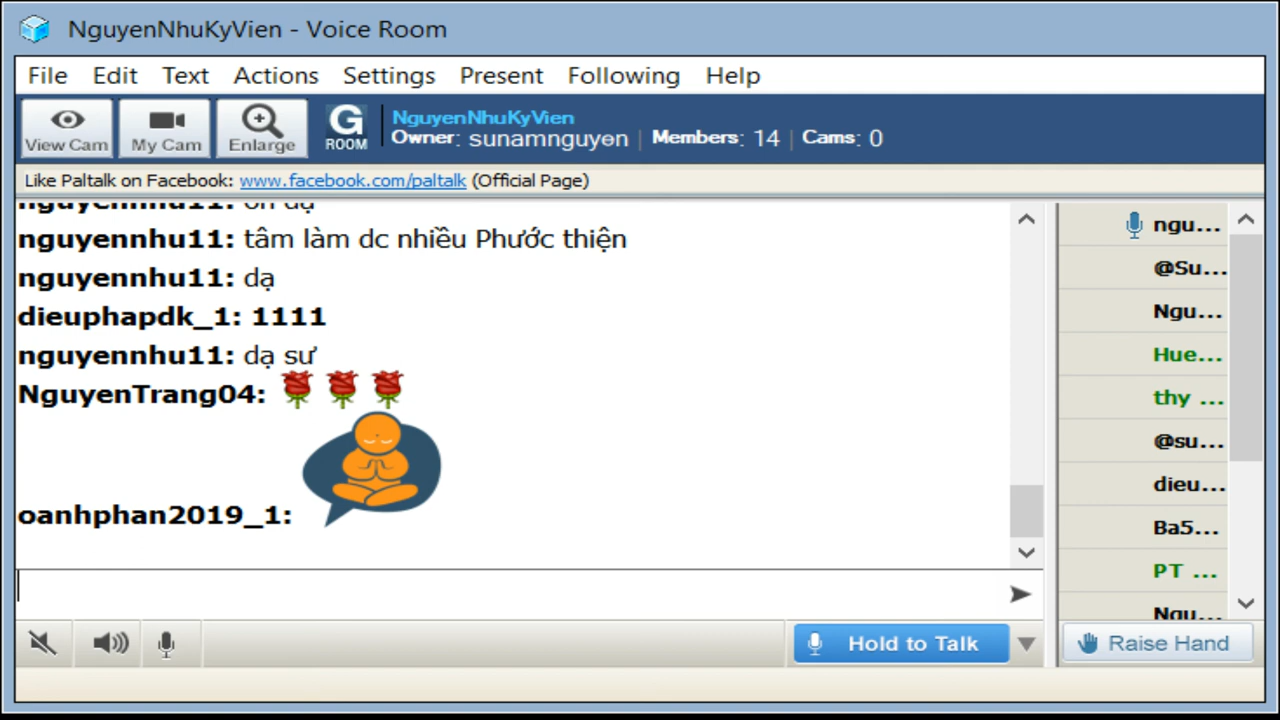 NguyenNhuKyVien - Voice Room
File Edit Text Actions Settings Present Following Help
View Cam
My Cam
Enlarge
G
ROOM
NguyenNhuKyVien
Owner: sunamnguyen | Members: 14 | Cams: 0
Like Paltalk on Facebook: www.facebook.com/paltalk (Official Page)
nguyennhu11:
nguyennhu11: tâm làm dc nhiều Phước thiện
nguyennhu11: dạ
dieuphapdk_1: 1111
nguyennhu11: dạ sư
NguyenTrang04:
oanhphan2019_1:
ngu...
@Su...
Ngu...
Hue...
thy ...
@su...
dieu...
Ba5...
PT ...
Ngu...
Hold to Talk
Raise Hand